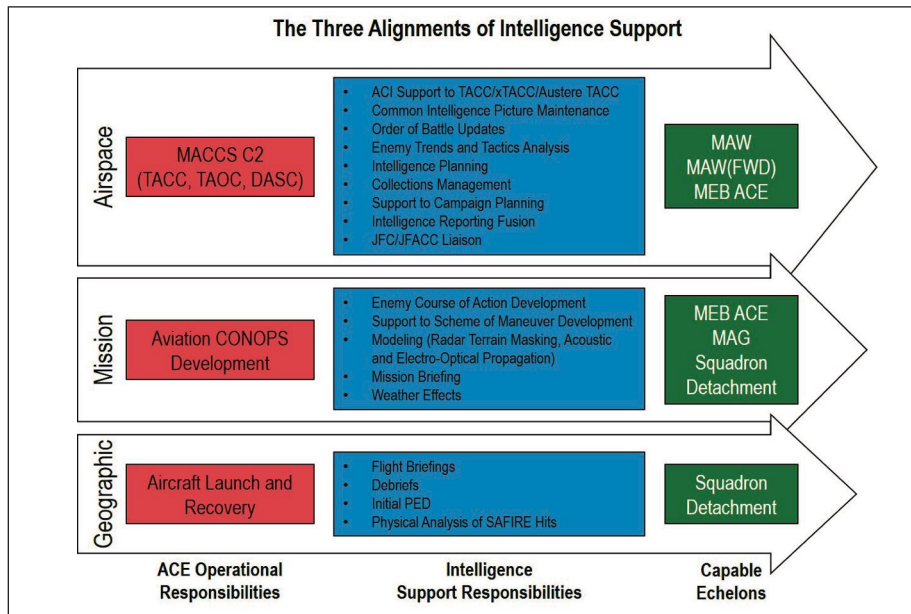 The Three Alignments of Intelligence Support
Airspace
MACCS C2
(TACC, TAOC, DASC)
• ACI Support to TACC/xTACC/Austere TACC
• Common Intelligence Picture Maintenance
• Order of Battle Updates
• Enemy Trends and Tactics Analysis
• Intelligence Planning
• Collections Management
• Support to Campaign Planning
• Intelligence Reporting Fusion
• JFC/JFACC Liaison
MAW
MAW(FWD)
MEB ACE
Mission
Aviation CONOPS
Development
• Enemy Course of Action Development
• Support to Scheme of Maneuver Development
• Modeling (Radar Terrain Masking, Acoustic
and Electro-Optical Propagation)
• Mission Briefing
• Weather Effects
MEB ACE
MAG
Squadron
Detachment
Geographic
Aircraft Launch and
Recovery
• Flight Briefings
• Debriefs
• Initial PED
• Physical Analysis of SAFIRE Hits
Squadron
Detachment
ACE Operational
Responsibilities
Intelligence
Support Responsibilities
Capable
Echelons